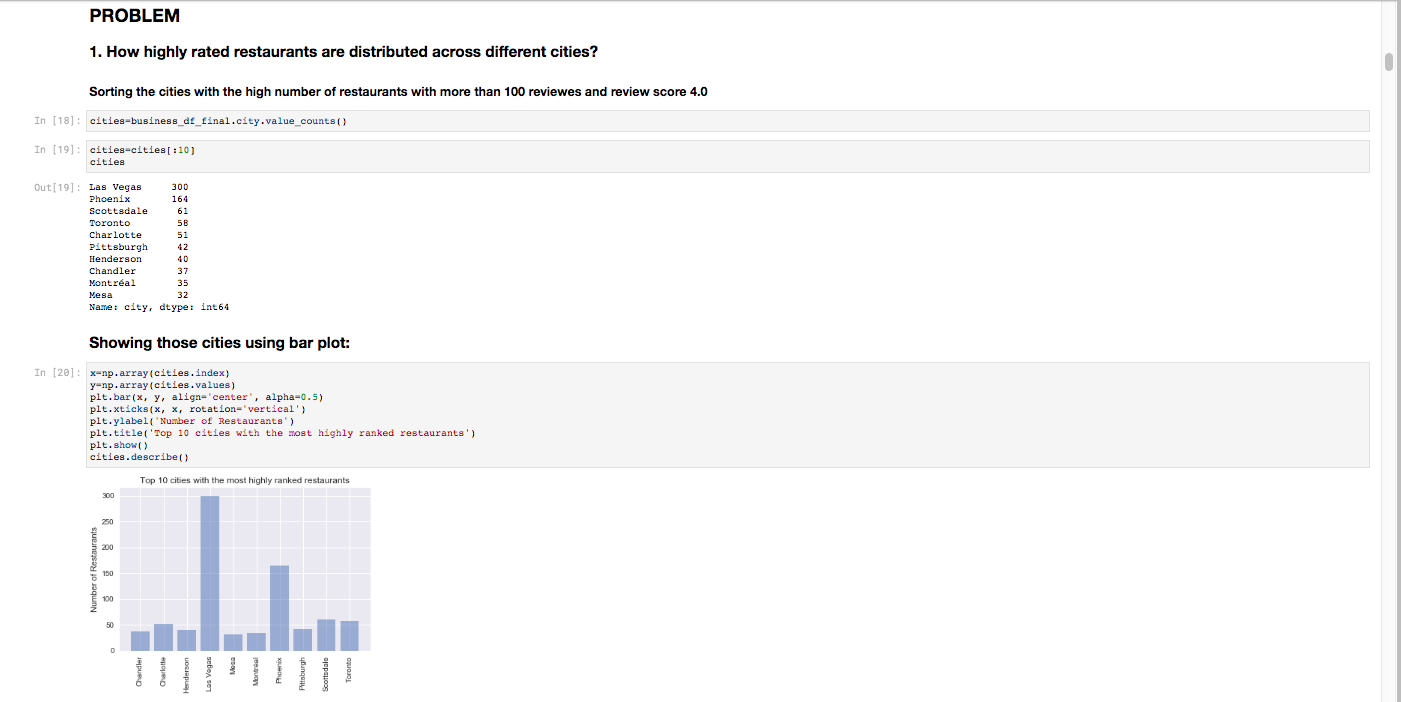 PROBLEM
1. How highly rated restaurants are distributed across different cities?
Sorting the cities with the high number of restaurants with more than 100 reviewes and review score 4.0
In [18]: cities=business_df_final.city.value_counts()
In [19]: cities=cities[:10]
cities
Out[19]: Las Vegas 300
Phoenix 164
Scottsdale 61
Toronto 58
Charlotte 51
Pittsburgh 42
Henderson 40
Chandler 37
Montréal 35
Mesa 32
Name: city, dtype: int64
Showing those cities using bar plot:
In [20]: x=np.array(cities.index)
y=np.array(cities.values)
plt.bar(x, y, align='center', alpha=0.5)
plt.xticks(x, x, rotation='vertical')
plt.ylabel('Number of Restaurants')
plt.title('Top 10 cities with the most highly ranked restaurants')
plt.show()
cities.describe()
Top 10 cities with the most highly ranked restaurants
Number of Restaurants
300
250
200
150
100
50
0
Chandler
Charlotte
Henderson
Las Vegas
Mesa
Montréal
Phoenix
Pittsburgh
Scottsdale
Toronto